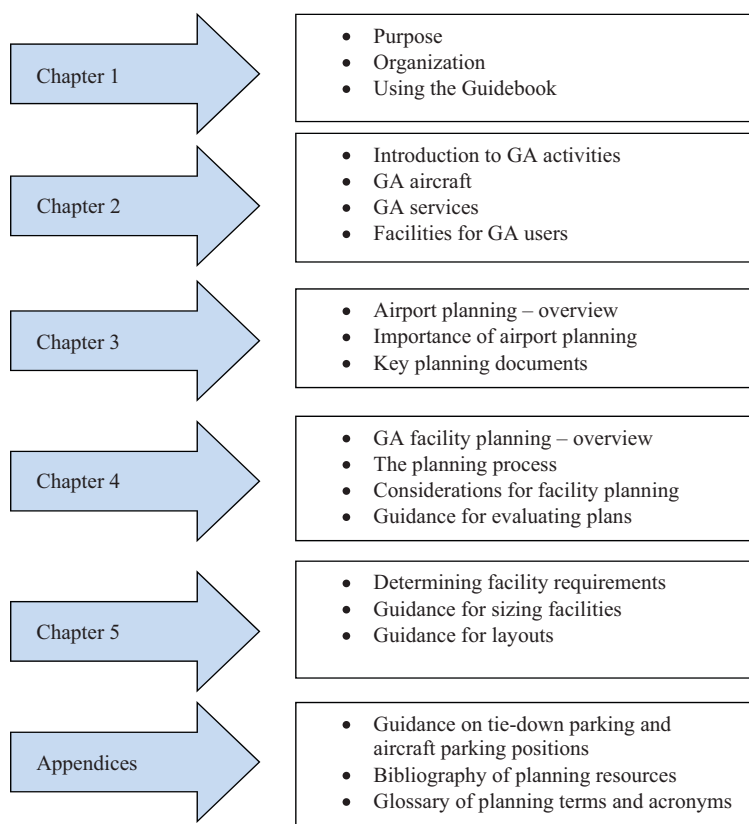 Chapter 1
• Purpose
• Organization
• Using the Guidebook
Chapter 2
• Introduction to GA activities
• GA aircraft
• GA services
• Facilities for GA users
Chapter 3
• Airport planning – overview
• Importance of airport planning
• Key planning documents
Chapter 4
• GA facility planning – overview
• The planning process
• Considerations for facility planning
• Guidance for evaluating plans
Chapter 5
• Determining facility requirements
• Guidance for sizing facilities
• Guidance for layouts
Appendices
• Guidance on tie-down parking and
aircraft parking positions
• Bibliography of planning resources
• Glossary of planning terms and acronyms